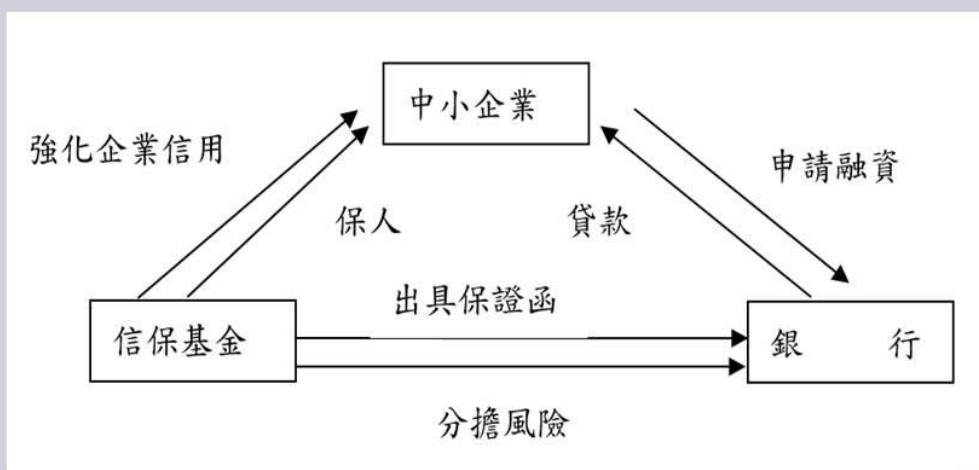 中小企業
強化企業信用
申請融資
保人
貸款
出具保證函
信保基金
銀 行
分擔風險